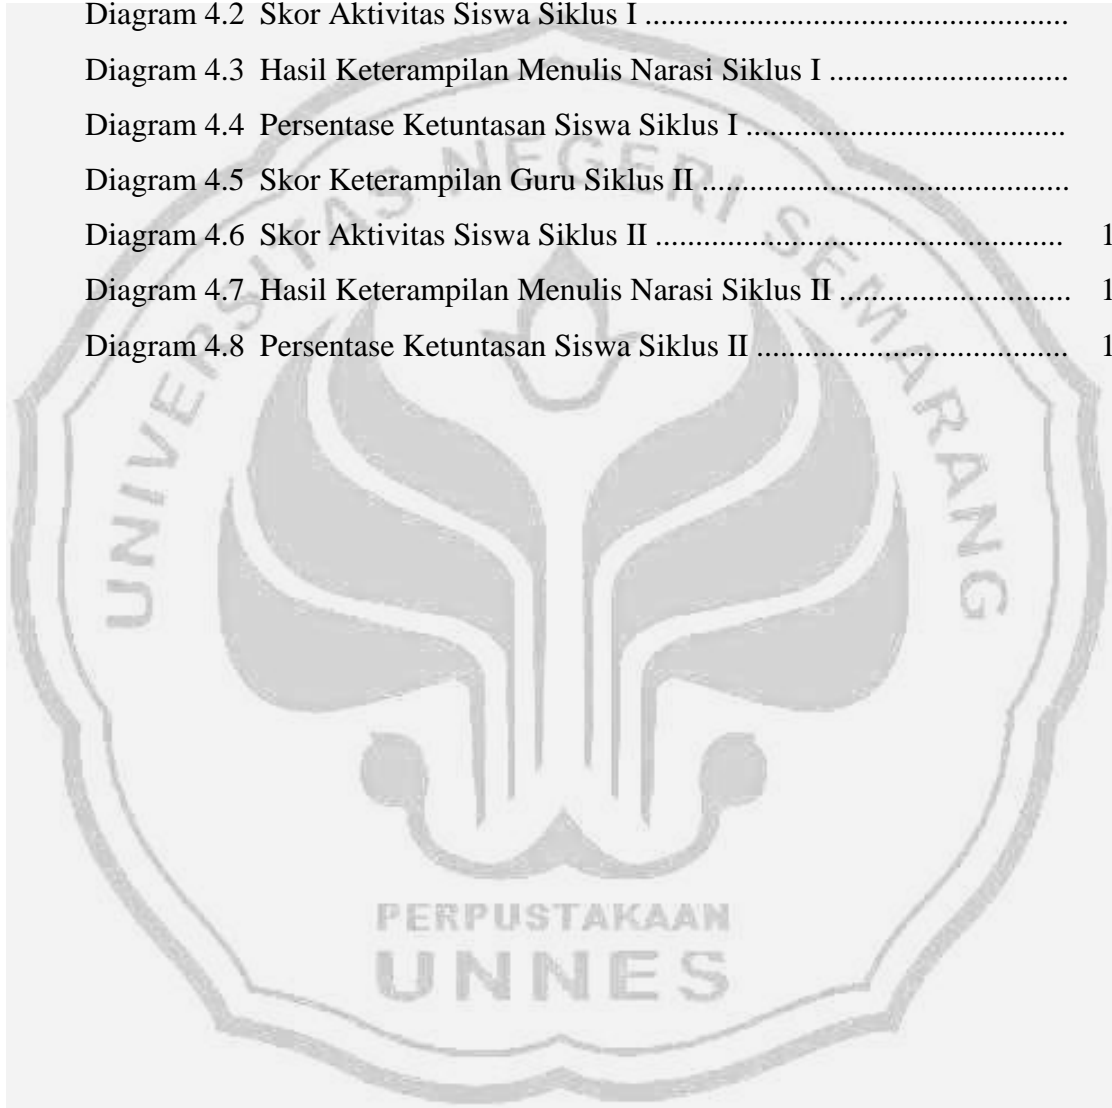 Diagram 4.2 Skor Aktivitas Siswa Siklus I .....................................................
Diagram 4.3 Hasil Keterampilan Menulis Narasi Siklus I ..............................
Diagram 4.4 Persentase Ketuntasan Siswa Siklus I ........................................
Diagram 4.5 Skor Keterampilan Guru Siklus II ..............................................
Diagram 4.6 Skor Aktivitas Siswa Siklus II ................................................... 1
Diagram 4.7 Hasil Keterampilan Menulis Narasi Siklus II ............................. 1
Diagram 4.8 Persentase Ketuntasan Siswa Siklus II ....................................... 1
UNIVERSITAS NEGERI SEMARANG
PERPUSTAKAAN
UNNES